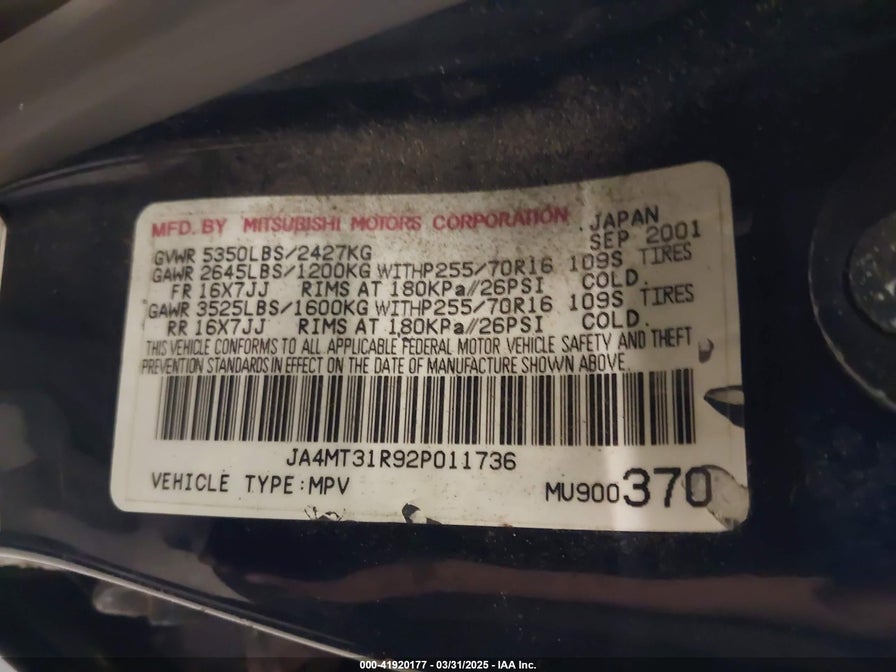 MFD. BY MITSUBISHI MOTORS CORPORATION . JAPAN
SEP 2001
GVWR 5350LBS/2427KG
GAWR 2645LBS/1200KG WITHP255/70R16 109S TIRES
FR 16X7JJ RIMS AT 180KPa//26PSI COLD.
GAWR 3525LBS/1600KG WITHP255/70R16 109S TIRES
RR 16X7JJ RIMS AT 180KPa//26PSI COLD.
THIS VEHICLE CONFORMS TO ALL APPLICABLE FEDERAL MOTOR VEHICLE SAFETY AND THEFT
PREVENTION STANDARDS IN EFFECT ON THE DATE OF MANUFACTURE SHOWN ABOVE.
JA4MT31R92P011736
VEHICLE TYPE:MPV MU900370
000-41920177 - 03/31/2025 - IAA Inc.